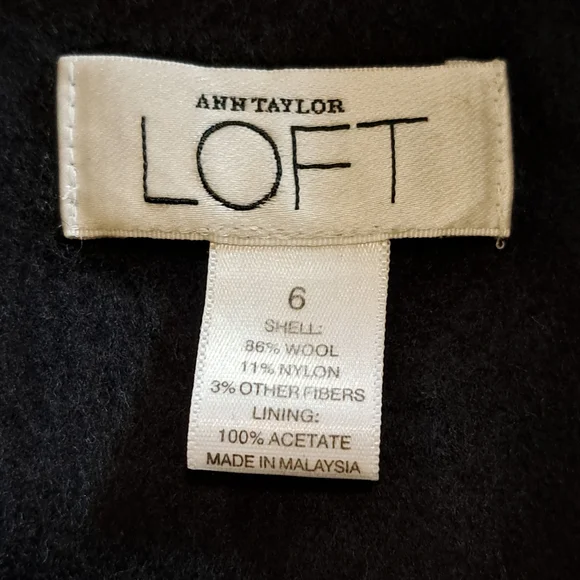 ANN TAYLOR
LOFT
6
SHELL:
86% WOOL
11% NYLON
3% OTHER FIBERS
LINING:
100% ACETATE
MADE IN MALAYSIA